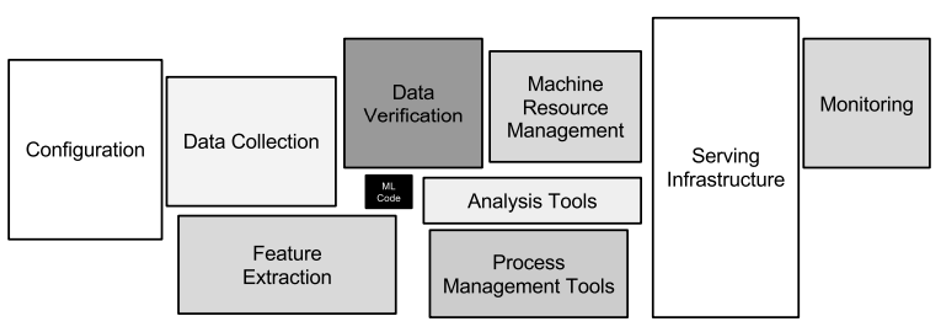 Configuration
Data Collection
Feature
Extraction
Data
Verification
ML
Code
Machine
Resource
Management
Analysis Tools
Process
Management Tools
Serving
Infrastructure
Monitoring